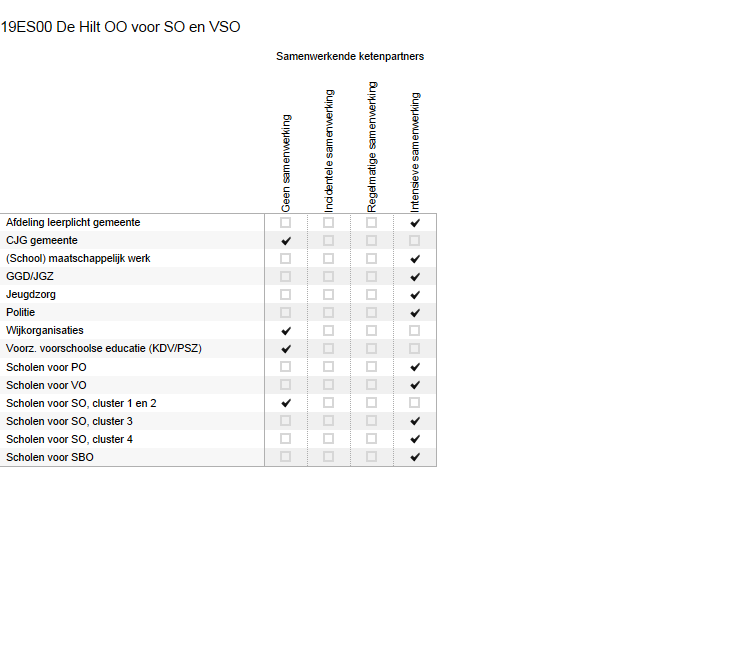 19ES00 De Hilt OO voor SO en VSO
Samenwerkende ketenpartners
Geen samenwerking
Incidentele samenwerking
Regelmatige samenwerking
Intensieve samenwerking
Afdeling leerplicht gemeente
CJG gemeente
(School) maatschappelijk werk
GGD/JGZ
Jeugdzorg
Politie
Wijkorganisaties
Voorz. voorschoolse educatie (KDV/PSZ)
Scholen voor PO
Scholen voor VO
Scholen voor SO, cluster 1 en 2
Scholen voor SO, cluster 3
Scholen voor SO, cluster 4
Scholen voor SBO